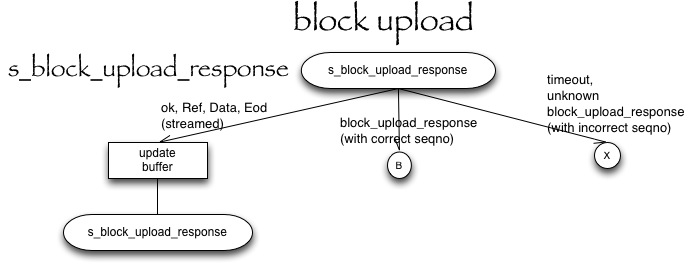 block upload
s_block_upload_response
s_block_upload_response
timeout,
unknown
block_upload_response
(with incorrect seqno)
ok, Ref, Data, Eod
(streamed)
block_upload_response
(with correct seqno)
update
buffer
B
X
s_block_upload_response